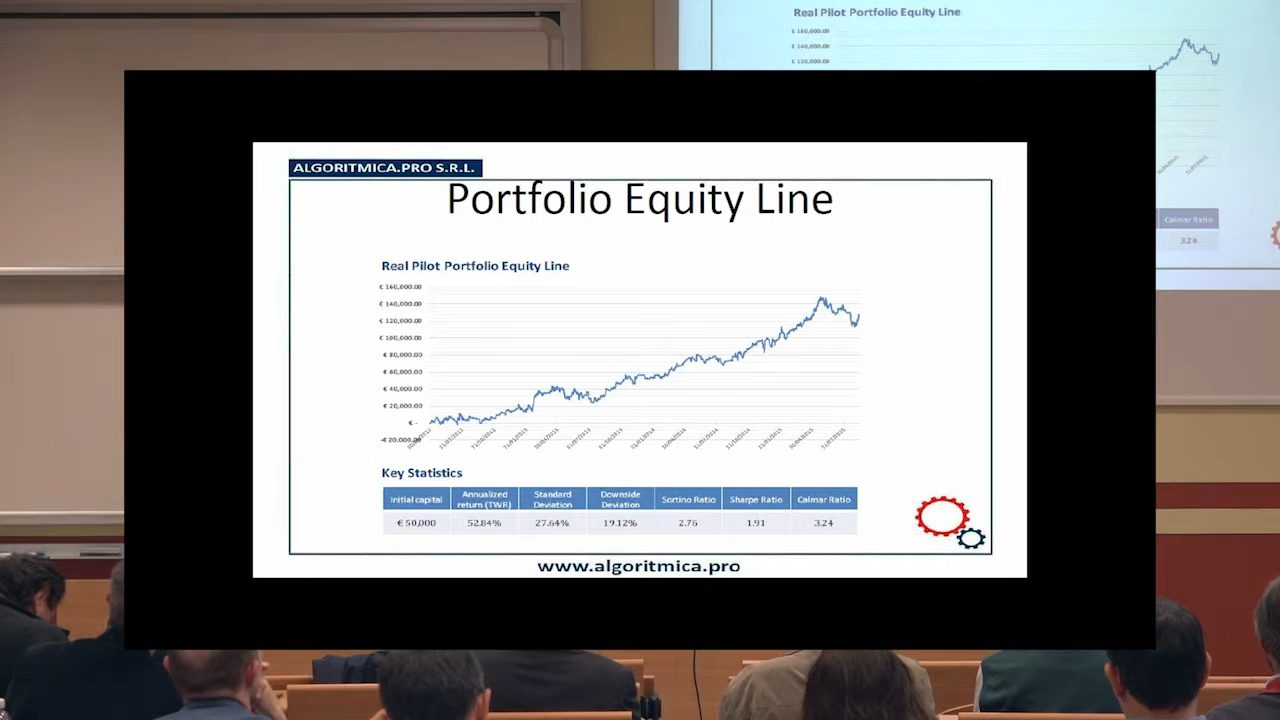 Real Pilot Portfolio Equity Line
€ 160,000.00
€ 140,000.00
€ 120,000.00
Calmar Ratio
3.24
ALGORITMICA.PRO S.R.L.
Portfolio Equity Line
Real Pilot Portfolio Equity Line
€ 160,000.00
€ 140,000.00
€ 120,000.00
€ 100,000.00
€ 80,000.00
€ 60,000.00
€ 40,000.00
€ 20,000.00
€ -
-€ 20,000.00
Key Statistics
Initial capital Annualized return (TWR) Standard Deviation Downside Deviation Sortino Ratio Sharpe Ratio Calmar Ratio
€ 50,000 52.84% 27.64% 19.12% 2.76 1.91 3.24
www.algoritmica.pro